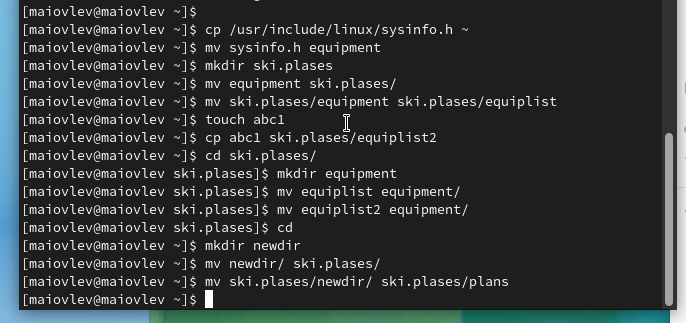 [maiovlev@maiovlev ~]$
[maiovlev@maiovlev ~]$ cp /usr/include/linux/sysinfo.h ~
[maiovlev@maiovlev ~]$ mv sysinfo.h equipment
[maiovlev@maiovlev ~]$ mkdir ski.plases
[maiovlev@maiovlev ~]$ mv equipment ski.plases/
[maiovlev@maiovlev ~]$ mv ski.plases/equipment ski.plases/equiplist
[maiovlev@maiovlev ~]$ touch abc1
[maiovlev@maiovlev ~]$ cp abc1 ski.plases/equiplist2
[maiovlev@maiovlev ~]$ cd ski.plases/
[maiovlev@maiovlev ski.plases]$ mkdir equipment
[maiovlev@maiovlev ski.plases]$ mv equiplist equipment/
[maiovlev@maiovlev ski.plases]$ mv equiplist2 equipment/
[maiovlev@maiovlev ski.plases]$ cd
[maiovlev@maiovlev ~]$ mkdir newdir
[maiovlev@maiovlev ~]$ mv newdir/ ski.plases/
[maiovlev@maiovlev ~]$ mv ski.plases/newdir/ ski.plases/plans
[maiovlev@maiovlev ~]$